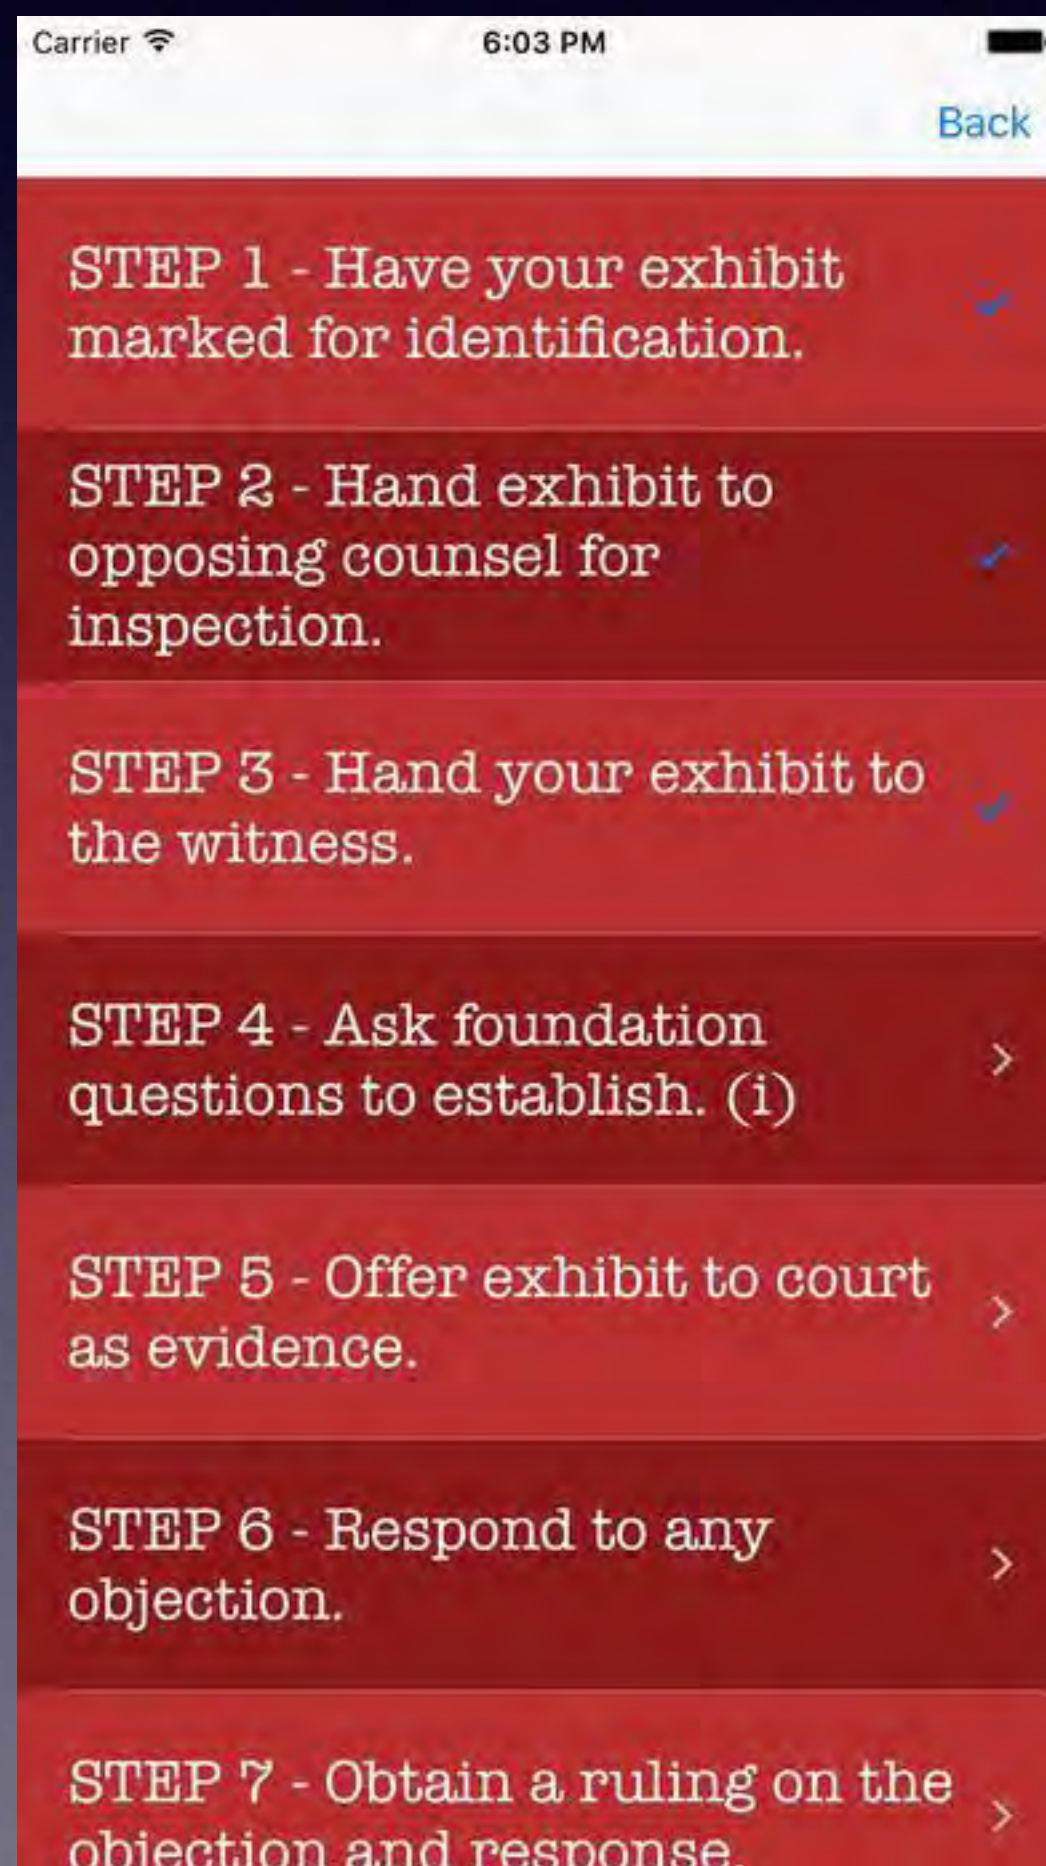 Carrier
6:03 PM
Back
STEP 1 - Have your exhibit
marked for identification.
STEP 2 - Hand exhibit to
opposing counsel for
inspection.
STEP 3 - Hand your exhibit to
the witness.
STEP 4 - Ask foundation
questions to establish. (i)
STEP 5 - Offer exhibit to court
as evidence.
STEP 6 - Respond to any
objection.
STEP 7 - Obtain a ruling on the
objection and response.